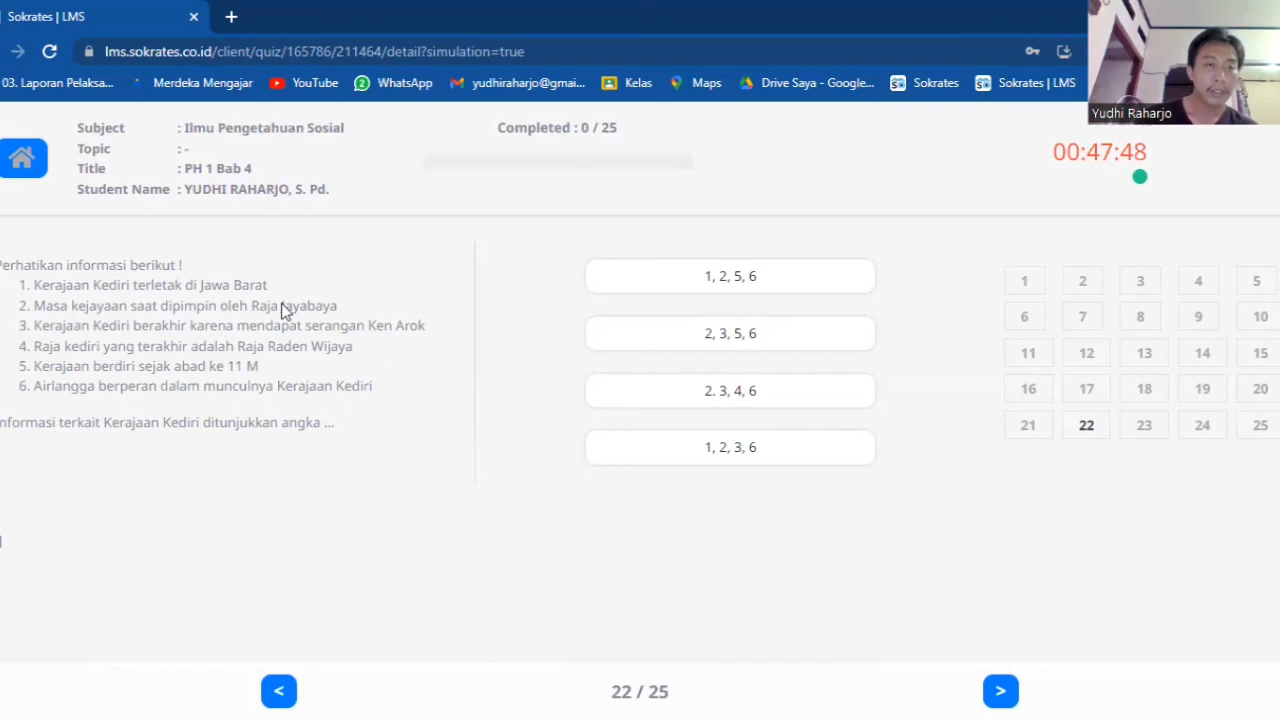 Sokrates | LMS
lms.sokrates.co.id/client/quiz/165786/211464/detail?simulation=true
03. Laporan Pelaksa... Merdeka Mengajar YouTube WhatsApp yudhiraharjo@gmai... Kelas Maps Drive Saya - Google... Sokrates Sokrates | LMS
Yudhi Raharjo
Subject : Ilmu Pengetahuan Sosial
Topic : -
Title : PH 1 Bab 4
Student Name : YUDHI RAHARJO, S. Pd.
Completed : 0 / 25
00:47:48
Perhatikan informasi berikut !
1. Kerajaan Kediri terletak di Jawa Barat
2. Masa kejayaan saat dipimpin oleh Raja Jayabaya
3. Kerajaan Kediri berakhir karena mendapat serangan Ken Arok
4. Raja kediri yang terakhir adalah Raja Raden Wijaya
5. Kerajaan berdiri sejak abad ke 11 M
6. Airlangga berperan dalam munculnya Kerajaan Kediri
nformasi terkait Kerajaan Kediri ditunjukkan angka ...
1, 2, 5, 6
2, 3, 5, 6
2. 3, 4, 6
1, 2, 3, 6
1 2 3 4 5
6 7 8 9 10
11 12 13 14 15
16 17 18 19 20
21 22 23 24 25
< 22 / 25 >